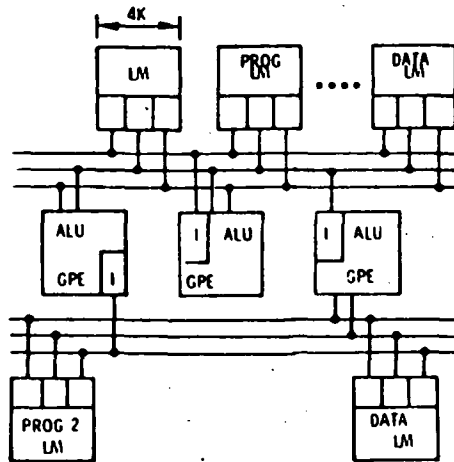 4K
LM
PROG
LM
DATA
LM
ALU
GPE
I
I
ALU
GPE
I
ALU
GPE
PROG 2
LM
DATA
LM